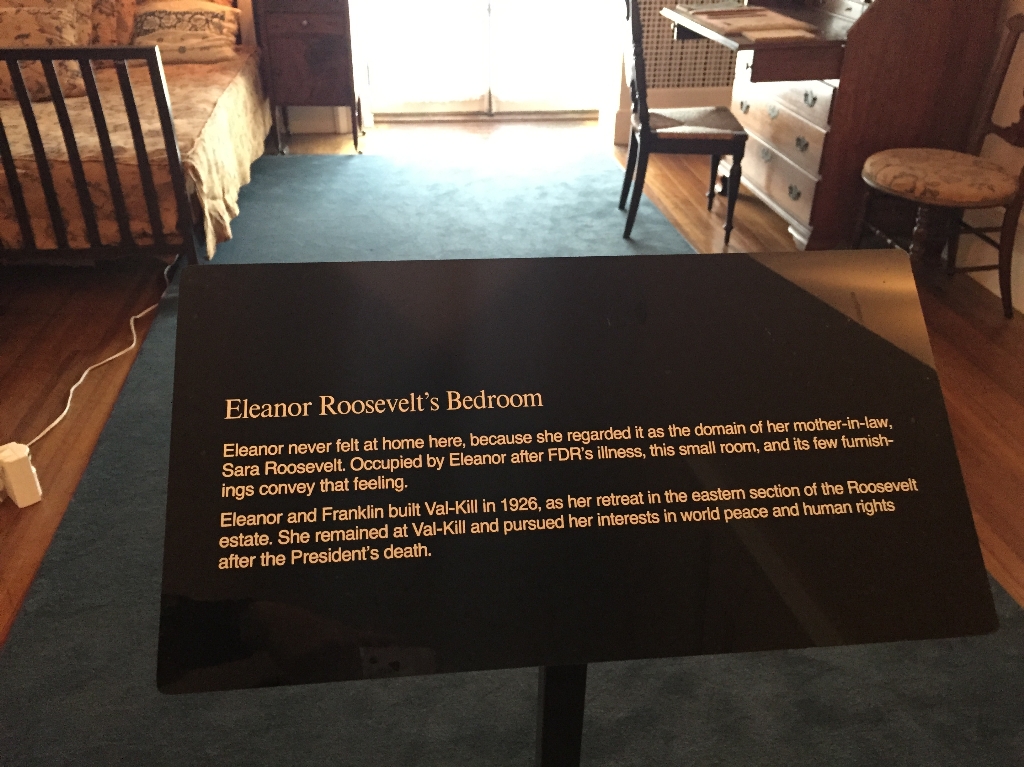 Eleanor Roosevelt's Bedroom
Eleanor never felt at home here, because she regarded it as the domain of her mother-in-law,
Sara Roosevelt. Occupied by Eleanor after FDR's illness, this small room, and its few furnish-
ings convey that feeling.
Eleanor and Franklin built Val-Kill in 1926, as her retreat in the eastern section of the Roosevelt
estate. She remained at Val-Kill and pursued her interests in world peace and human rights
after the President's death.